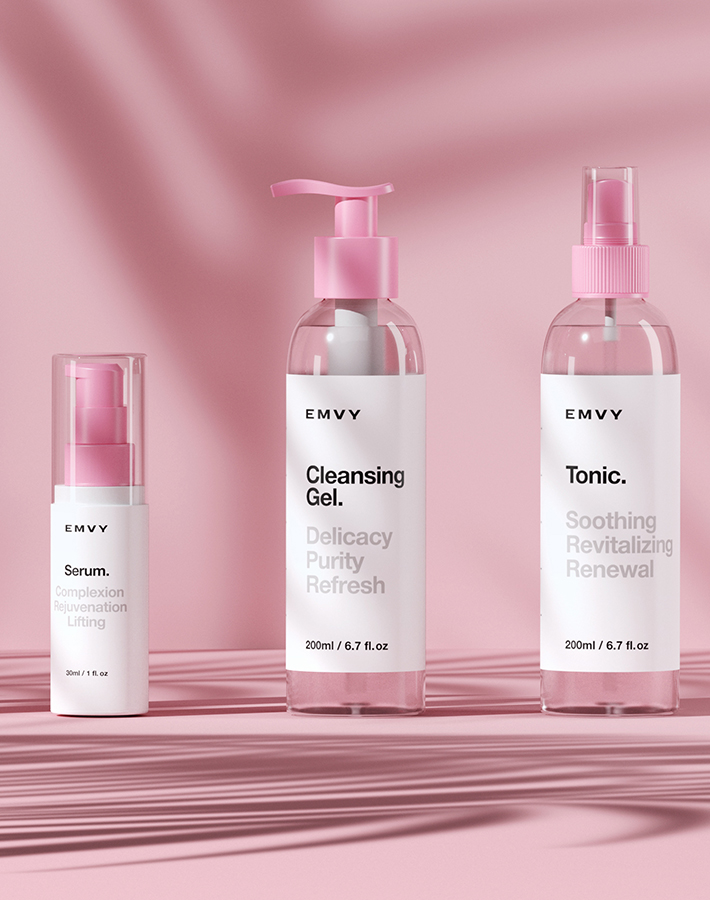 EMVY
Serum.
Complexion
Rejuvenation
Lifting
30ml / 1 fl.oz
EMVY
Cleansing
Gel.
Delicacy
Purity
Refresh
200ml / 6.7 fl.oz
EMVY
Tonic.
Soothing
Revitalizing
Renewal
200ml / 6.7 fl.oz